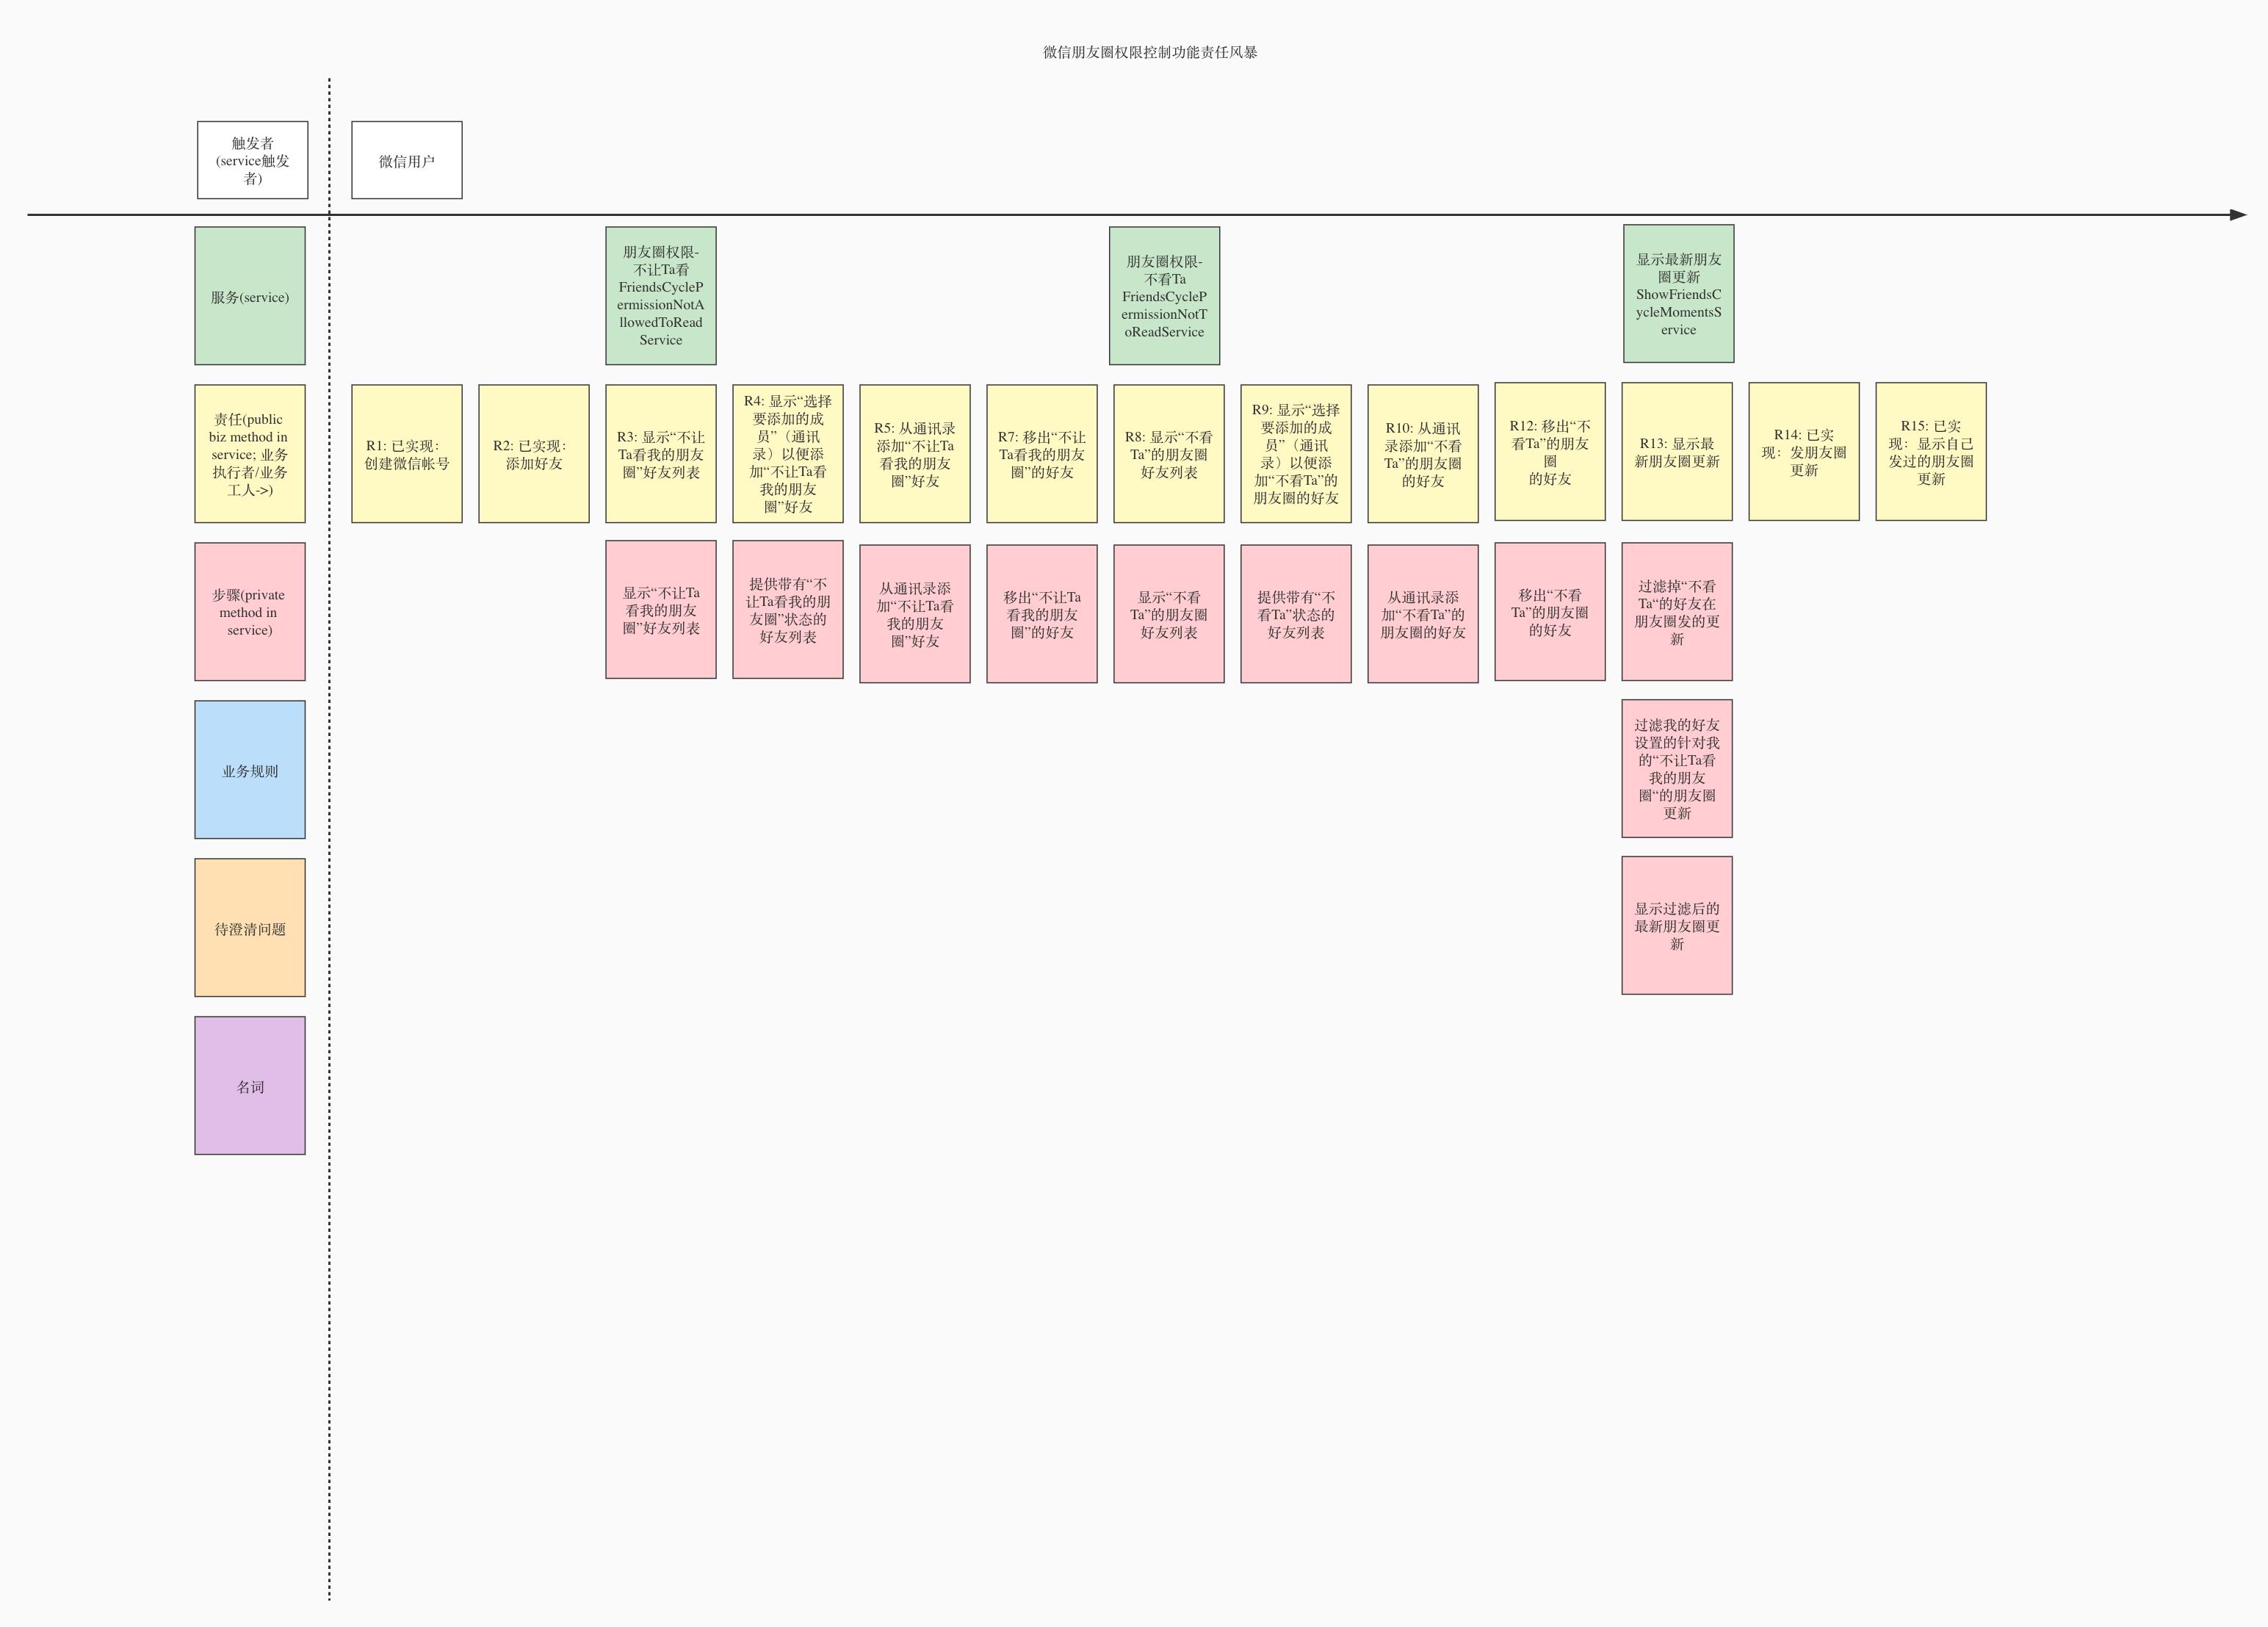 微信朋友圈权限控制功能责任风暴
触发者
(service触发
者)
微信用户
服务(service)
朋友圈权限-
不让Ta看
FriendsCycleP
ermissionNotA
llowedToRead
Service
朋友圈权限-
不看Ta
FriendsCycleP
ermissionNotT
oReadService
显示最新朋友
圈更新
ShowFriendsC
ycleMomentsS
ervice
责任(public
biz method in
service; 业务
执行者/业务
工人->)
R1: 已实现：
创建微信帐号
R2: 已实现：
添加好友
R3: 显示“不让
Ta看我的朋友
圈”好友列表
R4: 显示“选择
要添加的成
员”（通讯
录）以便添
加“不让Ta看
我的朋友
圈”好友
R5: 从通讯录
添加“不让Ta
看我的朋友
圈”好友
R7: 移出“不让
Ta看我的朋友
圈”的好友
R8: 显示“不看
Ta”的朋友圈
好友列表
R9: 显示“选择
要添加的成
员”（通讯
录）以便添
加“不看Ta”的
朋友圈的好友
R10: 从通讯
录添加“不看
Ta”的朋友圈
的好友
R12: 移出“不
看Ta”的朋友
圈
的好友
R13: 显示最
新朋友圈更新
R14: 已实
现：发朋友圈
更新
R15: 已实
现：显示自己
发过的朋友圈
更新
步骤(private
method in
service)
显示“不让Ta
看我的朋友
圈”好友列表
提供带有“不
让Ta看我的朋
友圈”状态的
好友列表
从通讯录添
加“不让Ta看
我的朋友
圈”好友
移出“不让Ta
看我的朋友
圈”的好友
显示“不看
Ta”的朋友圈
好友列表
提供带有“不
看Ta”状态的
好友列表
从通讯录添
加“不看Ta”的
朋友圈的好友
移出“不看
Ta”的朋友圈
的好友
过滤掉“不看
Ta“的好友在
朋友圈发的更
新
业务规则
过滤我的好友
设置的针对我
的“不让Ta看
我的朋友
圈“的朋友圈
更新
待澄清问题
显示过滤后的
最新朋友圈更
新
名词